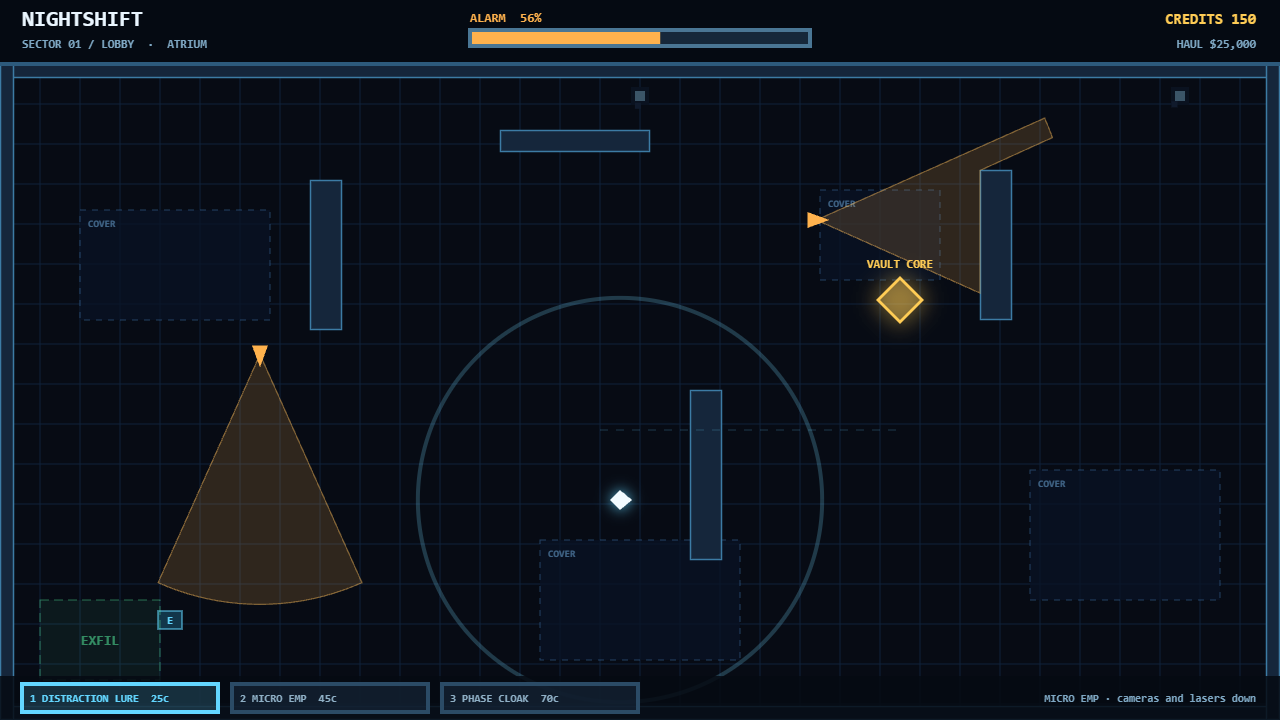 NIGHTSHIFT
SECTOR 01 / LOBBY · ATRIUM
ALARM 56%
CREDITS 150
HAUL $25,000
COVER
COVER
VAULT CORE
COVER
COVER
E
EXFIL
1 DISTRACTION LURE 25c
2 MICRO EMP 45c
3 PHASE CLOAK 70c
MICRO EMP · cameras and lasers down